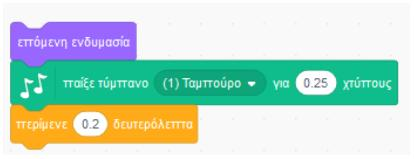 επόμενη ενδυμασία
παίξε τύμπανο (1) Ταμπούρο για 0.25 χτύπους
περίμενε 0.2 δευτερόλεπτα